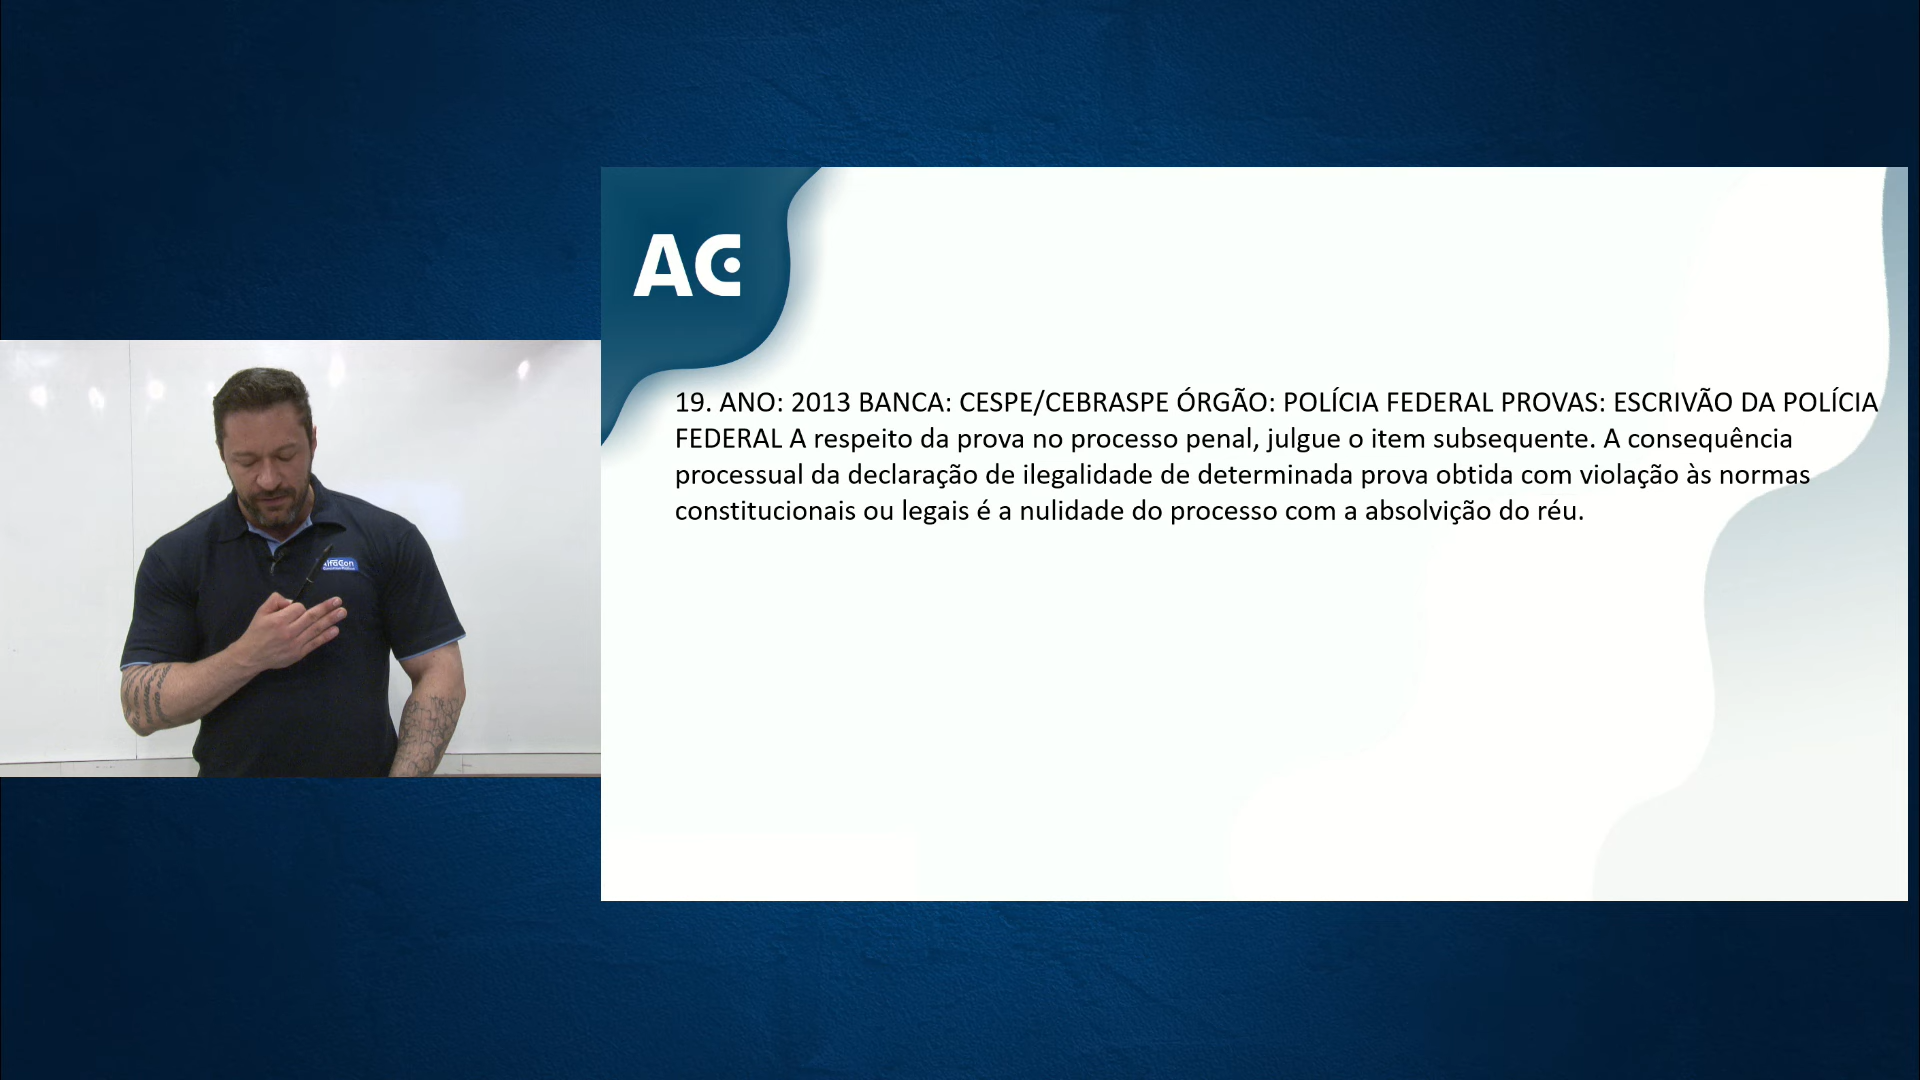 AC
19. ANO: 2013 BANCA: CESPE/CEBRASPE ÓRGÃO: POLÍCIA FEDERAL PROVAS: ESCRIVÃO DA POLÍCIA
FEDERAL A respeito da prova no processo penal, julgue o item subsequente. A consequência
processual da declaração de ilegalidade de determinada prova obtida com violação às normas
constitucionais ou legais é a nulidade do processo com a absolvição do réu.
AlfaCon